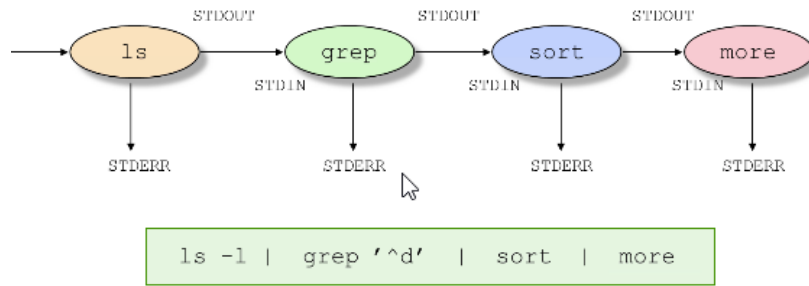 STDOUT STDOUT STDOUT
ls grep sort more
STDIN STDIN STDIN
STDERR STDERR STDERR STDERR
ls -l | grep '^d' | sort | more